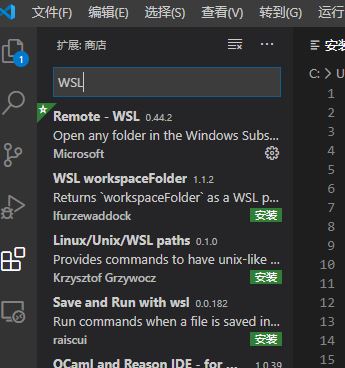 文件(F) 编辑(E) 选择(S) 查看(V) 转到(G) 运行
扩展: 商店
安装
WSL
C: > U
Remote - WSL 0.44.2
Open any folder in the Windows Subs...
Microsoft
WSL workspaceFolder 1.1.2
Returns `workspaceFolder` as a WSL p...
lfurzewaddock 安装
Linux/Unix/WSL paths 0.1.0
Provides commands to have unix-like ...
Krzysztof Grzywocz 安装
Save and Run with wsl 0.0.182
Run commands when a file is saved in...
raiscui 安装
OCaml and Reason IDE - for ... 1.0.39
1
1
2
3
4
5
6
7
8
9
10
11
12
13
14
15
16